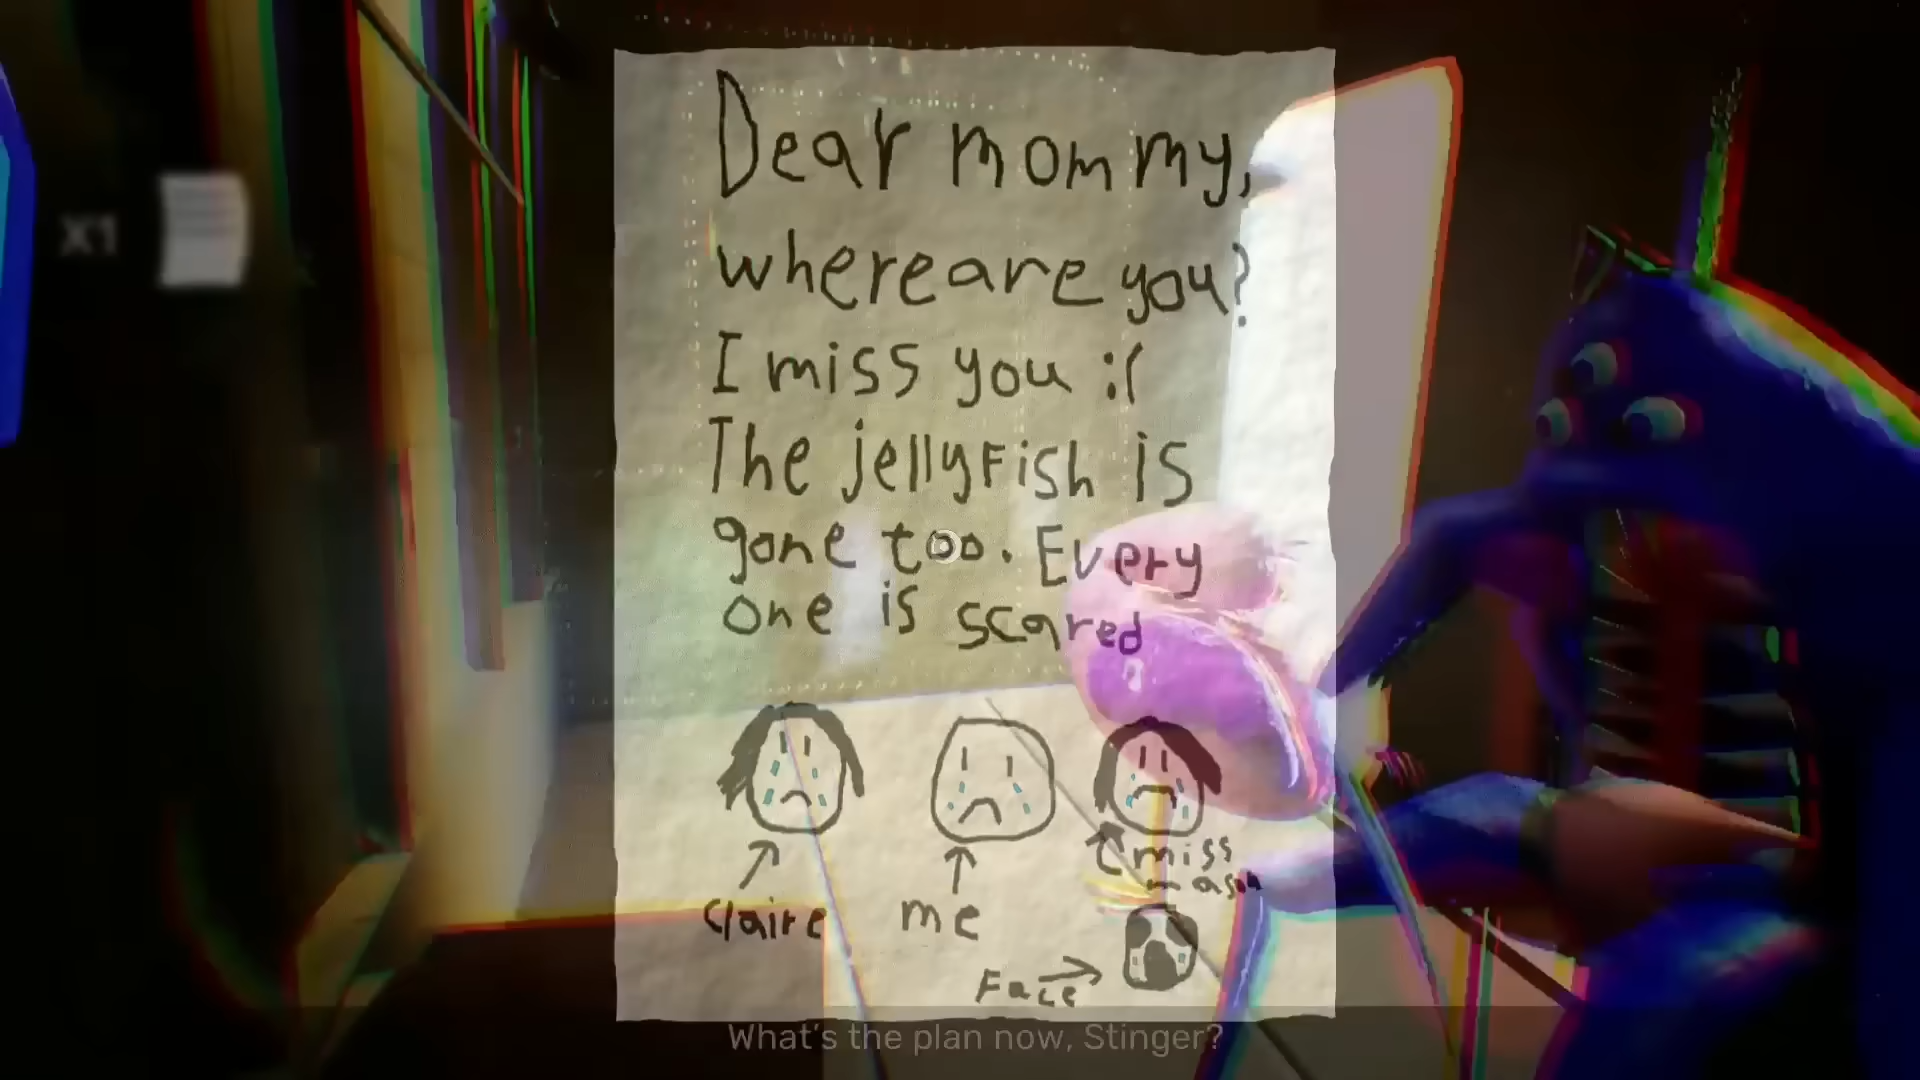 X1
Dear mommy,
where are you?
I miss you :(
The jellyfish is
gone too. Every
one is scared
Claire
me
miss
Face
What's the plan now, Stinger?